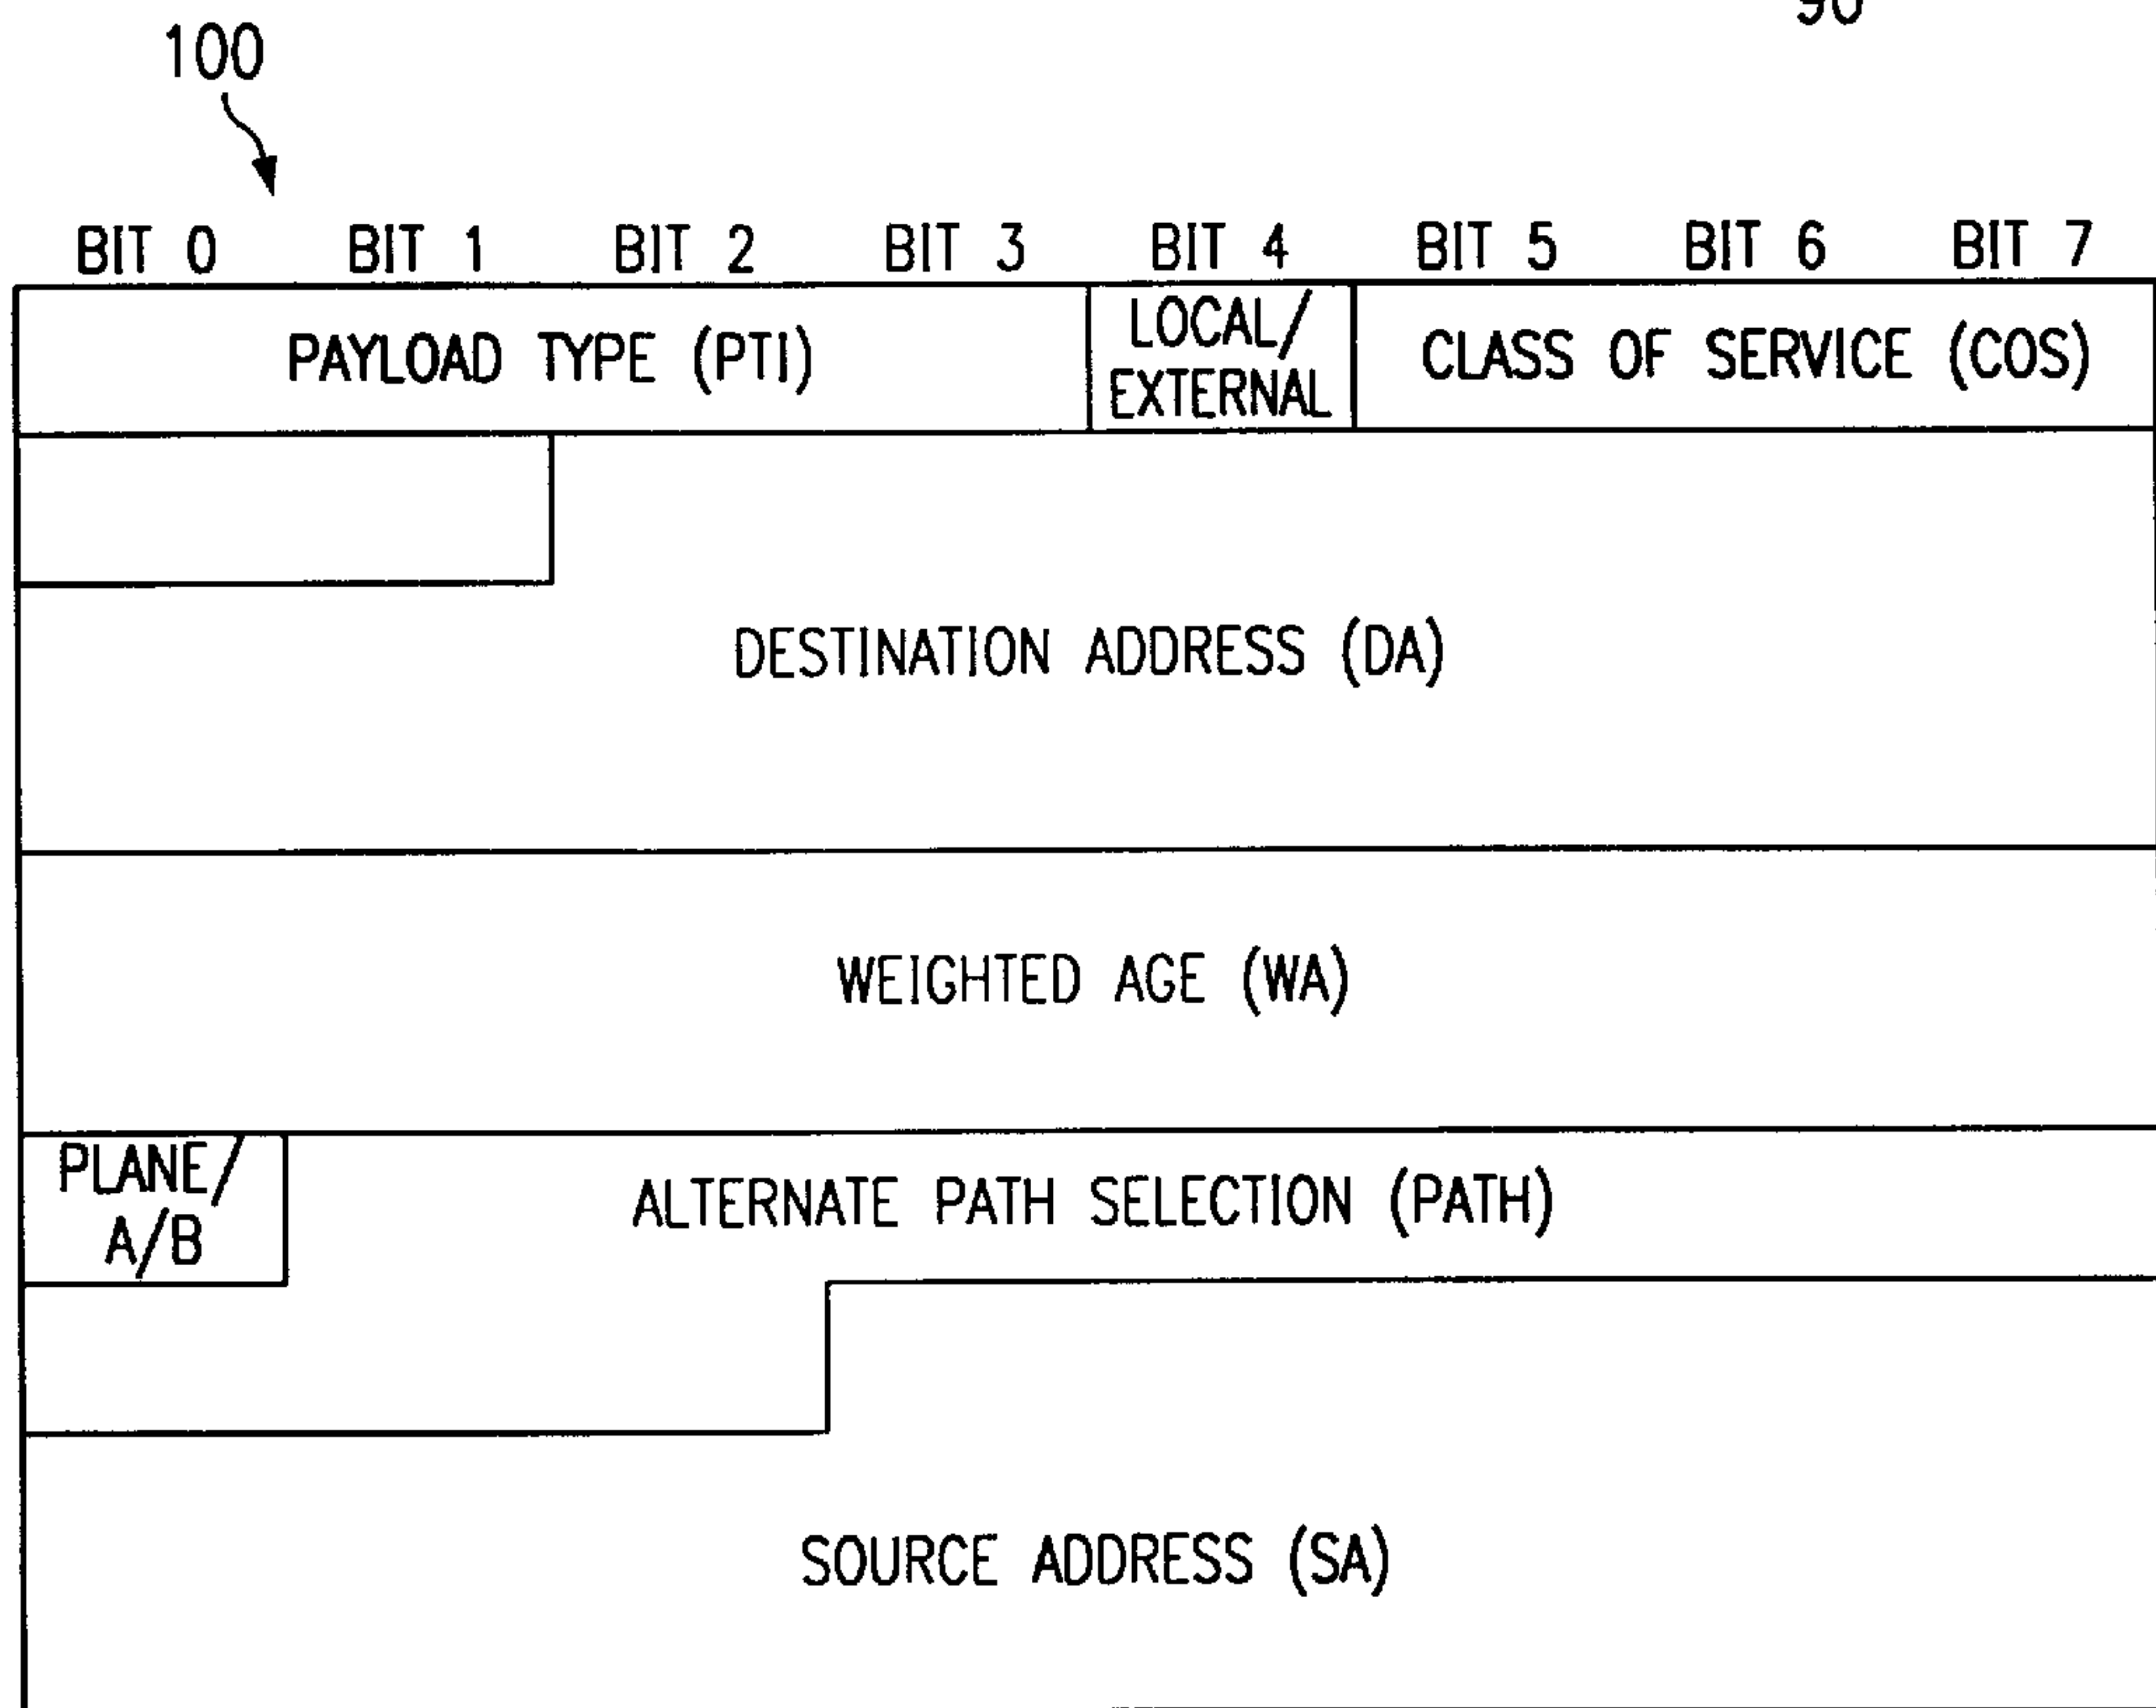 100
BIT 0 BIT 1 BIT 2 BIT 3 BIT 4 BIT 5 BIT 6 BIT 7
PAYLOAD TYPE (PTI)
LOCAL/
EXTERNAL
CLASS OF SERVICE (COS)
DESTINATION ADDRESS (DA)
WEIGHTED AGE (WA)
PLANE/
A/B
ALTERNATE PATH SELECTION (PATH)
SOURCE ADDRESS (SA)